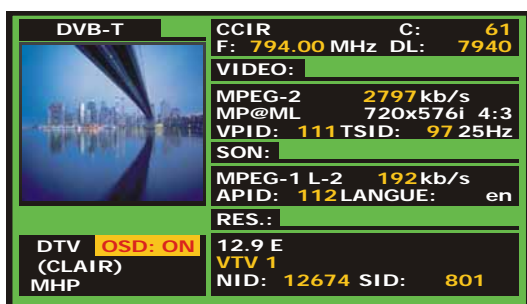 DVB-T
CCIR C: 61
F: 794.00 MHz DL: 7940
VIDEO:
MPEG-2 2797 kb/s
MP@ML 720x576i 4:3
VPID: 111 TSID: 97 25Hz
SON:
MPEG-1 L-2 192 kb/s
APID: 112 LANGUE: en
RES.:
DTV OSD: ON
(CLAIR)
MHP
12.9 E
VTV 1
NID: 12674 SID: 801